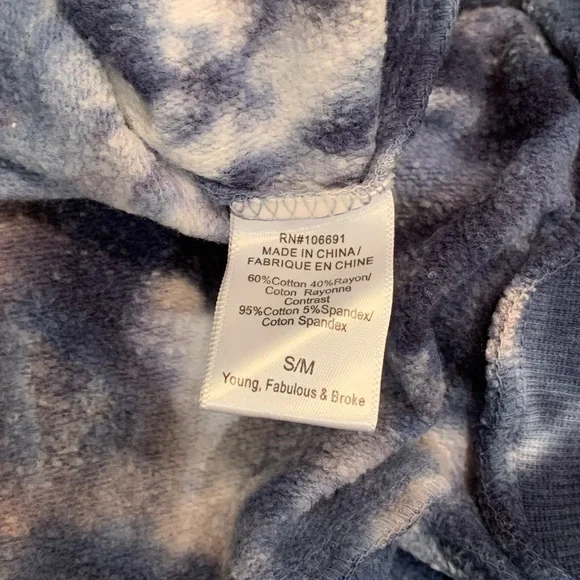 RN#106691
MADE IN CHINA/
FABRIQUE EN CHINE
60%Cotton 40%Rayon/
Coton Rayonne
Contrast
95%Cotton 5%Spandex/
Coton Spandex
S/M
Young, Fabulous & Broke